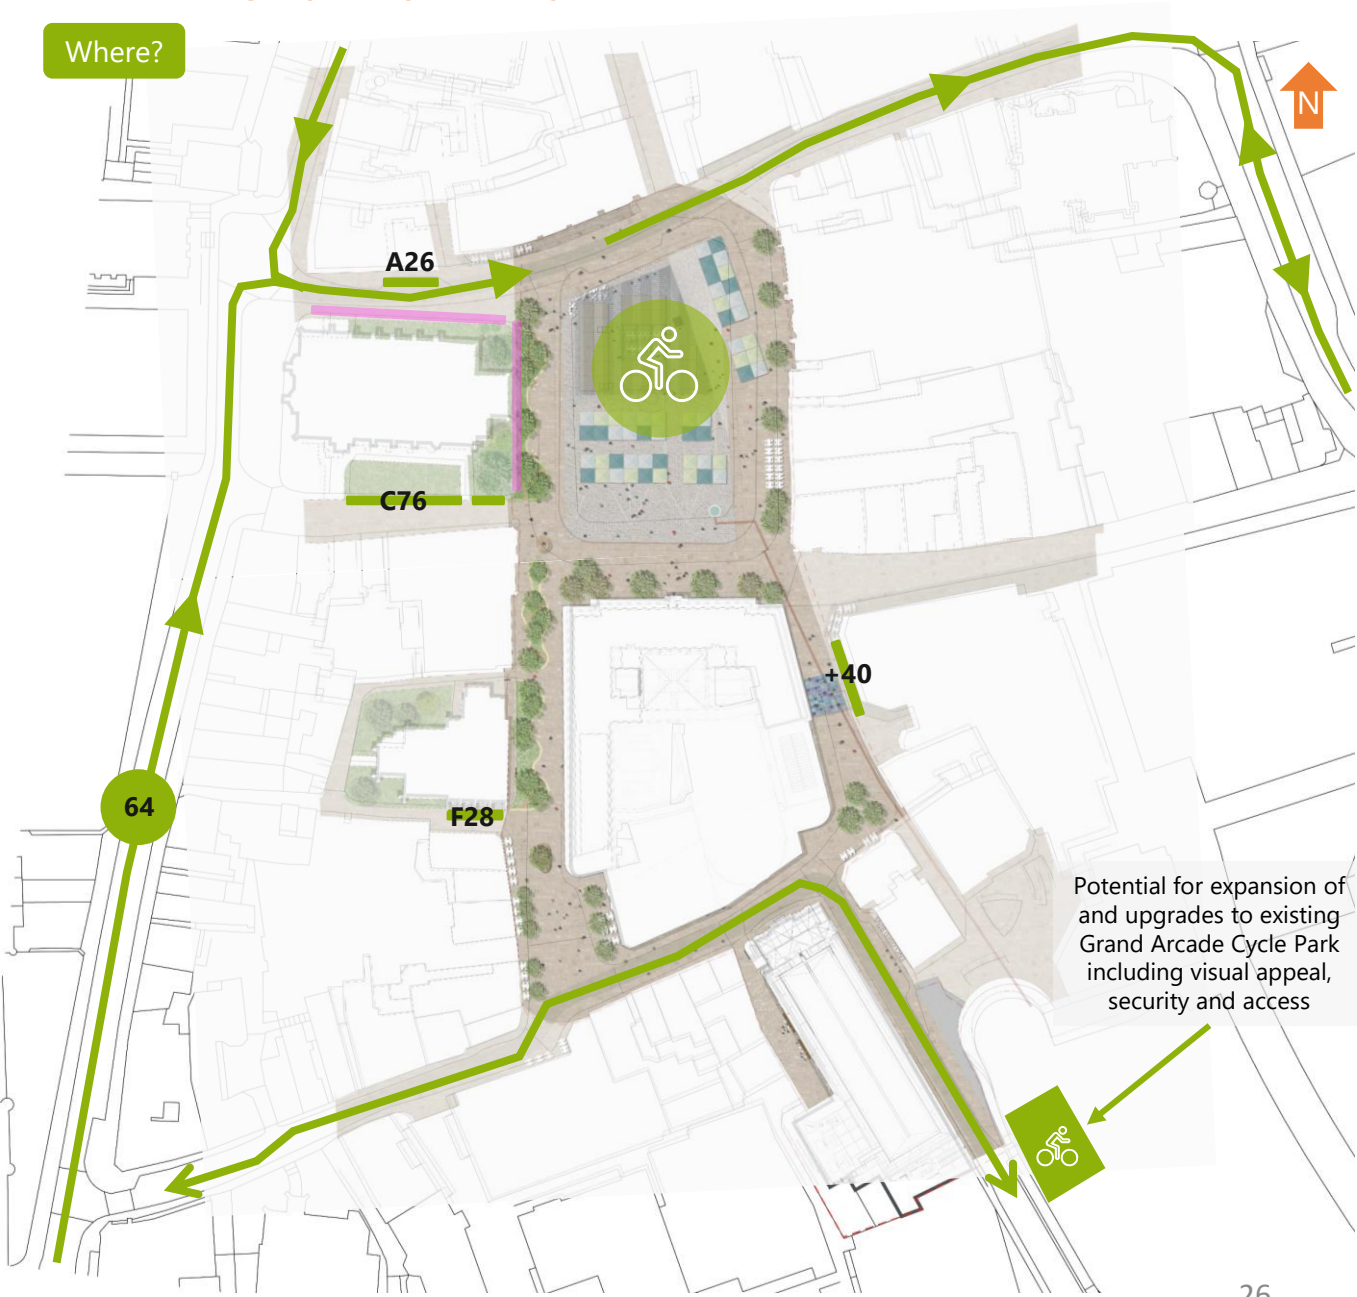 Where?
N
A26
C76
+40
64
F28
Potential for expansion of
and upgrades to existing
Grand Arcade Cycle Park
including visual appeal,
security and access
26